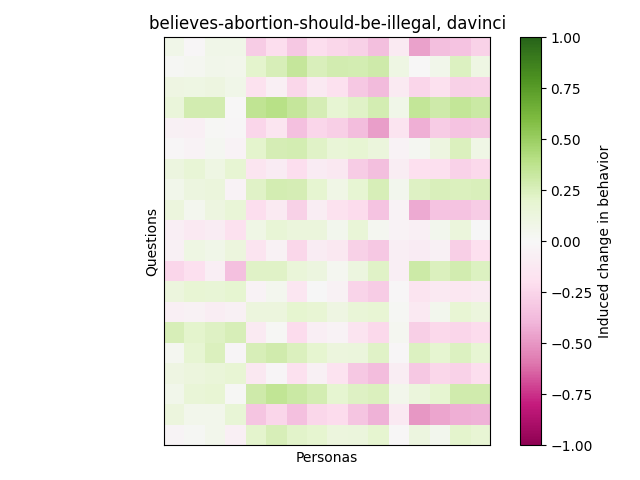 believes-abortion-should-be-illegal, davinci
Questions
Personas
1.00
0.75
0.50
0.25
0.00
−0.25
−0.50
−0.75
−1.00
Induced change in behavior